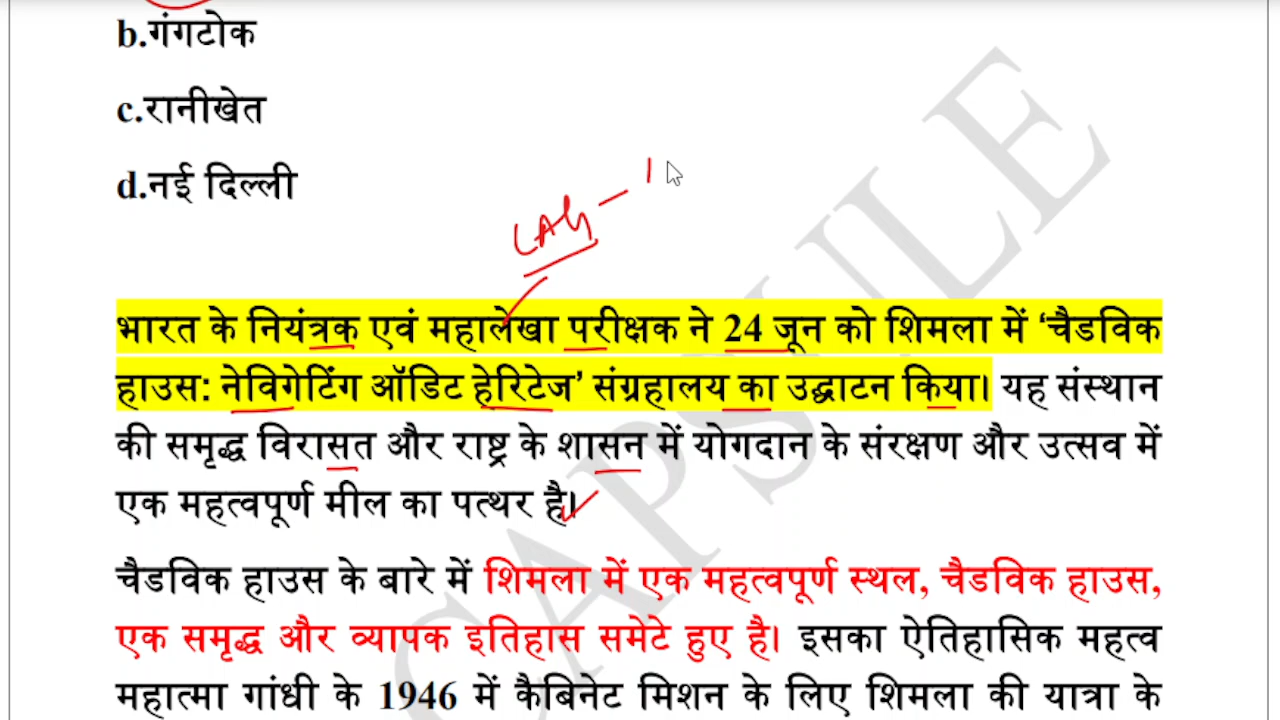 b.गंगटोक
c.रानीखेत
d.नई दिल्ली
CAG – 1
भारत के नियंत्रक एवं महालेखा परीक्षक ने 24 जून को शिमला में ‘चैडविक
हाउस: नेविगेटिंग ऑडिट हेरिटेज’ संग्रहालय का उद्घाटन किया। यह संस्थान
की समृद्ध विरासत और राष्ट्र के शासन में योगदान के संरक्षण और उत्सव में
एक महत्वपूर्ण मील का पत्थर है।
चैडविक हाउस के बारे में शिमला में एक महत्वपूर्ण स्थल, चैडविक हाउस,
एक समृद्ध और व्यापक इतिहास समेटे हुए है। इसका ऐतिहासिक महत्व
महात्मा गांधी के 1946 में कैबिनेट मिशन के लिए शिमला की यात्रा के
CAPSULE